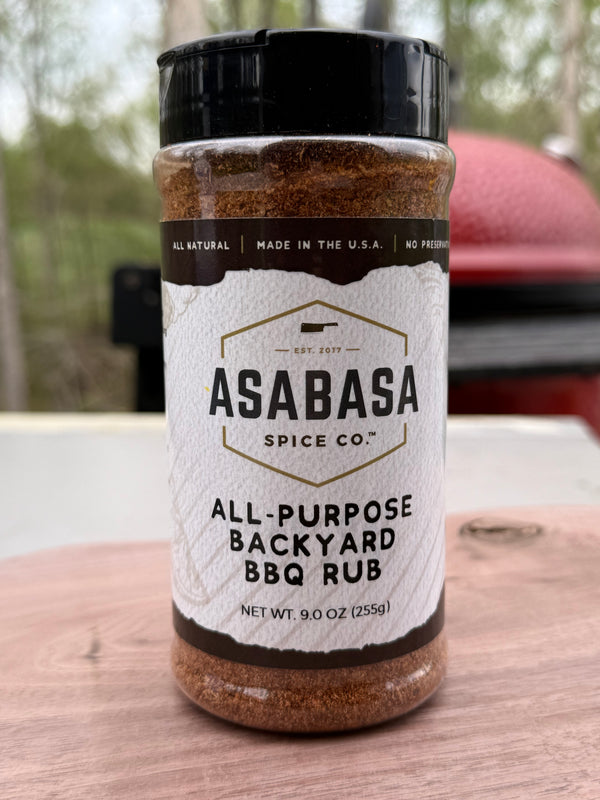 ALL NATURAL | MADE IN THE U.S.A. | NO
EST. 2017
ASABASA
SPICE CO.™
ALL-PURPOSE
BACKYARD
BBQ RUB
NET WT. 9.0 OZ (255g)